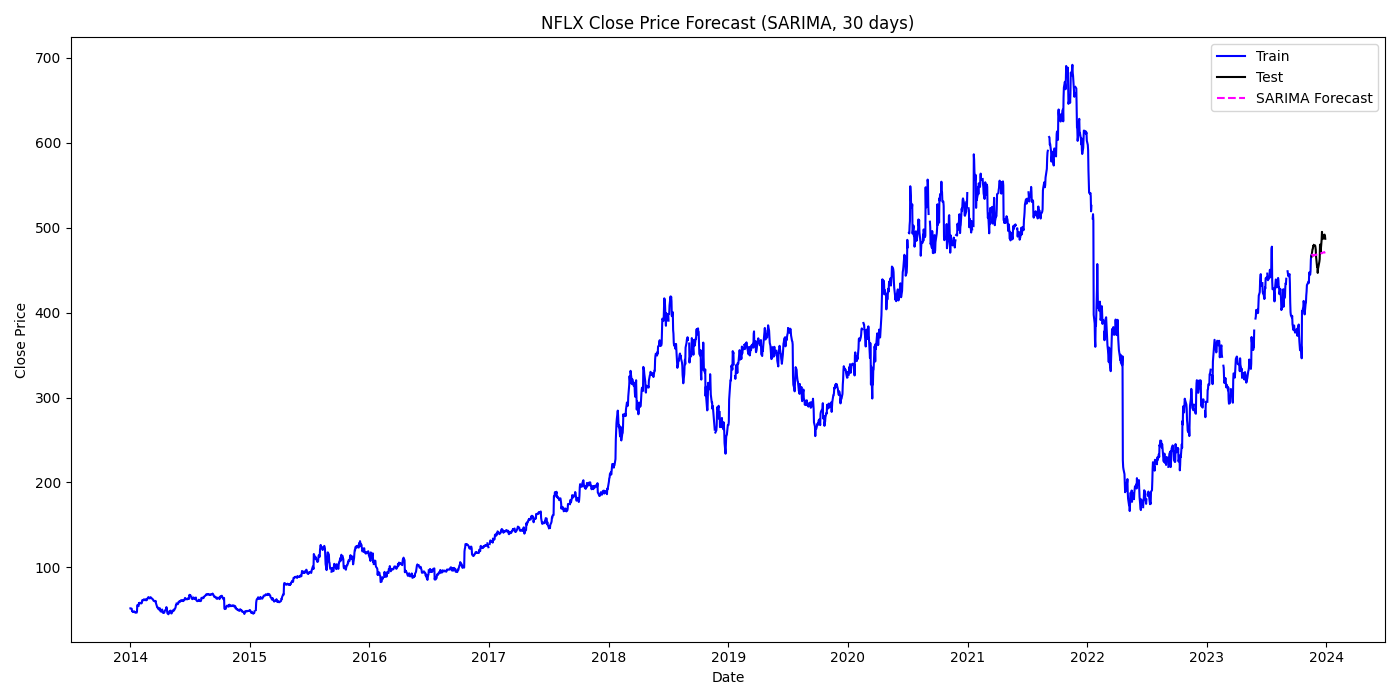 NFLX Close Price Forecast (SARIMA, 30 days)
Train
Test
SARIMA Forecast
Close Price
700
600
500
400
300
200
100
2014 2015 2016 2017 2018 2019 2020 2021 2022 2023 2024
Date